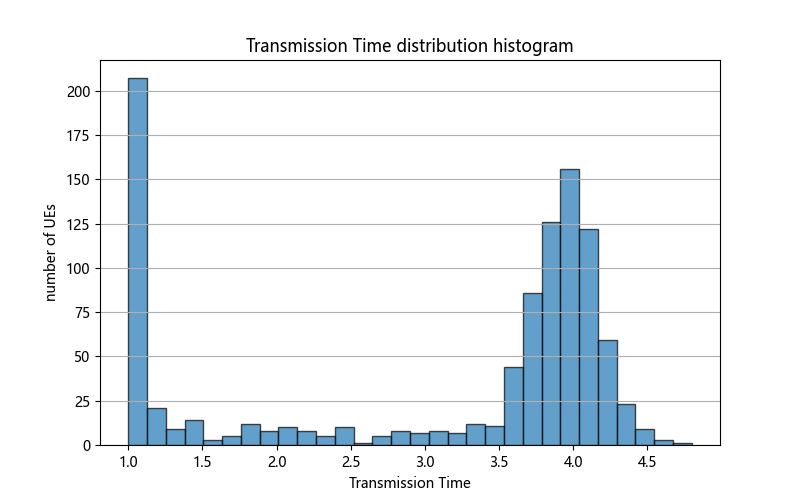 Transmission Time distribution histogram
number of UEs
200
175
150
125
100
75
50
25
0
1.0 1.5 2.0 2.5 3.0 3.5 4.0 4.5
Transmission Time